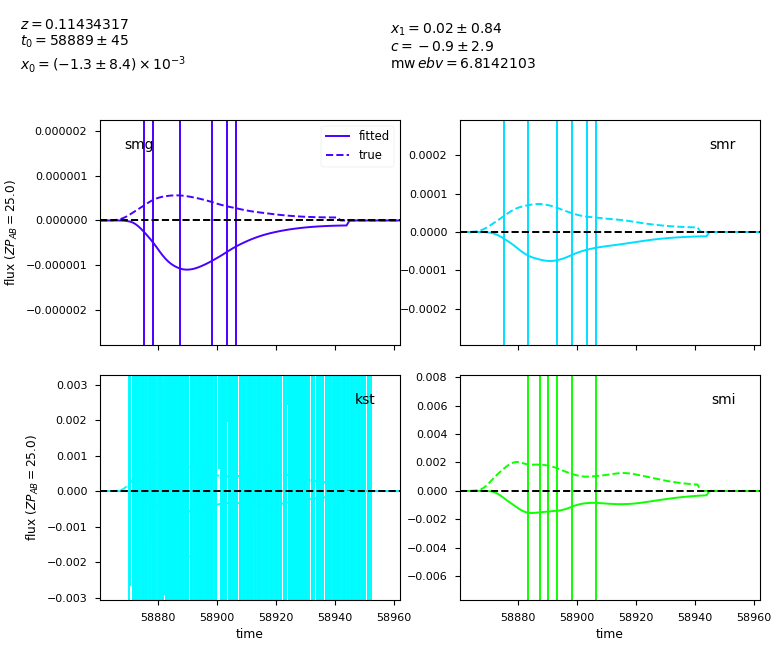 z = 0.11434317
t₀ = 58889 ± 45
x₀ = (−1.3 ± 8.4) × 10⁻³
x₁ = 0.02 ± 0.84
c = −0.9 ± 2.9
mw ebv = 6.8142103
smg
fitted
true
0.000002
0.000001
0.000000
−0.000001
−0.000002
flux (ZP_AB = 25.0)
smr
0.0002
0.0001
0.0000
−0.0001
−0.0002
kst
0.003
0.002
0.001
0.000
−0.001
−0.002
−0.003
flux (ZP_AB = 25.0)
58880 58900 58920 58940 58960
time
smi
0.008
0.006
0.004
0.002
0.000
−0.002
−0.004
−0.006
58880 58900 58920 58940 58960
time